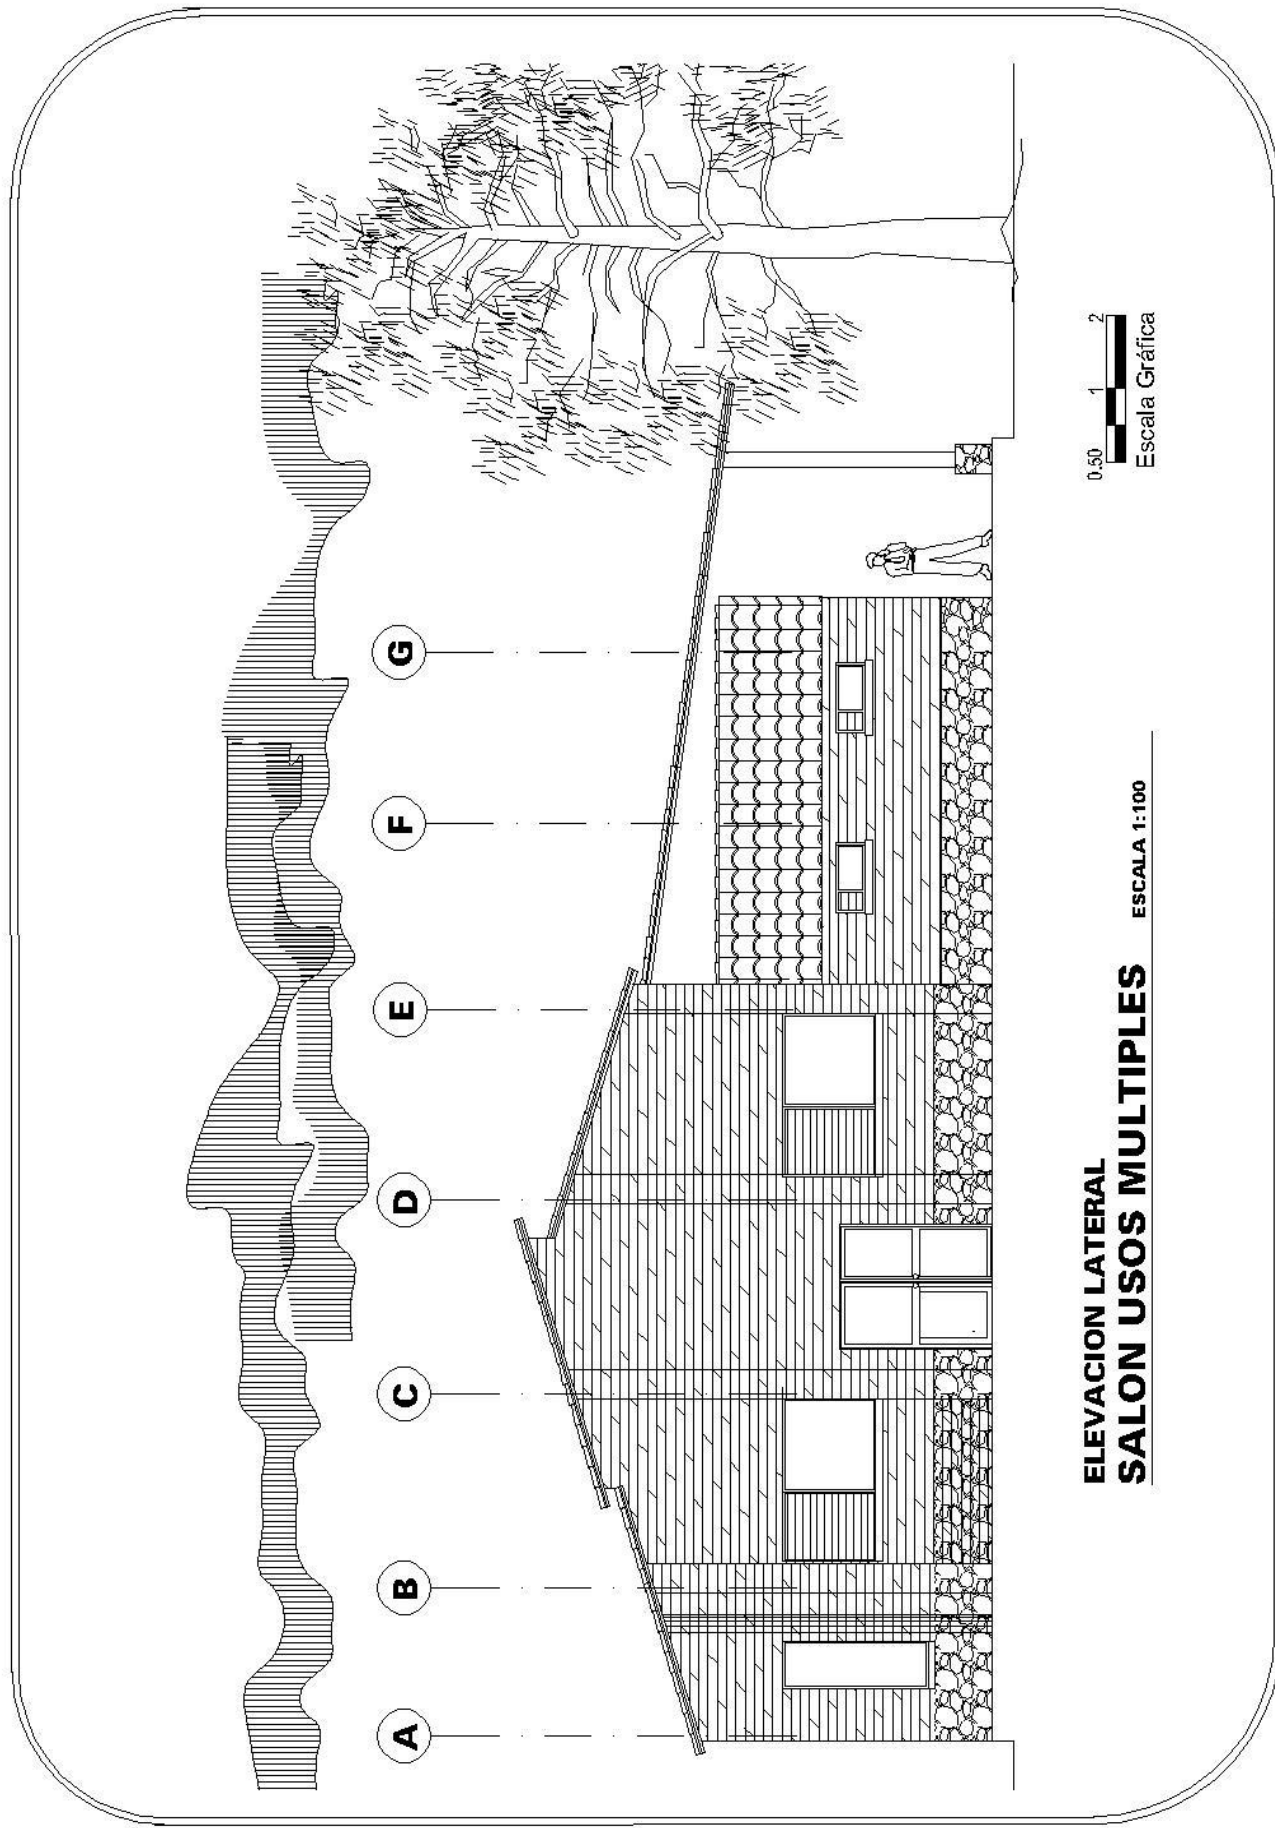 A B C D E F G
ELEVACION LATERAL
SALON USOS MULTIPLES ESCALA 1:100
0.50 1 2
Escala Gráfica